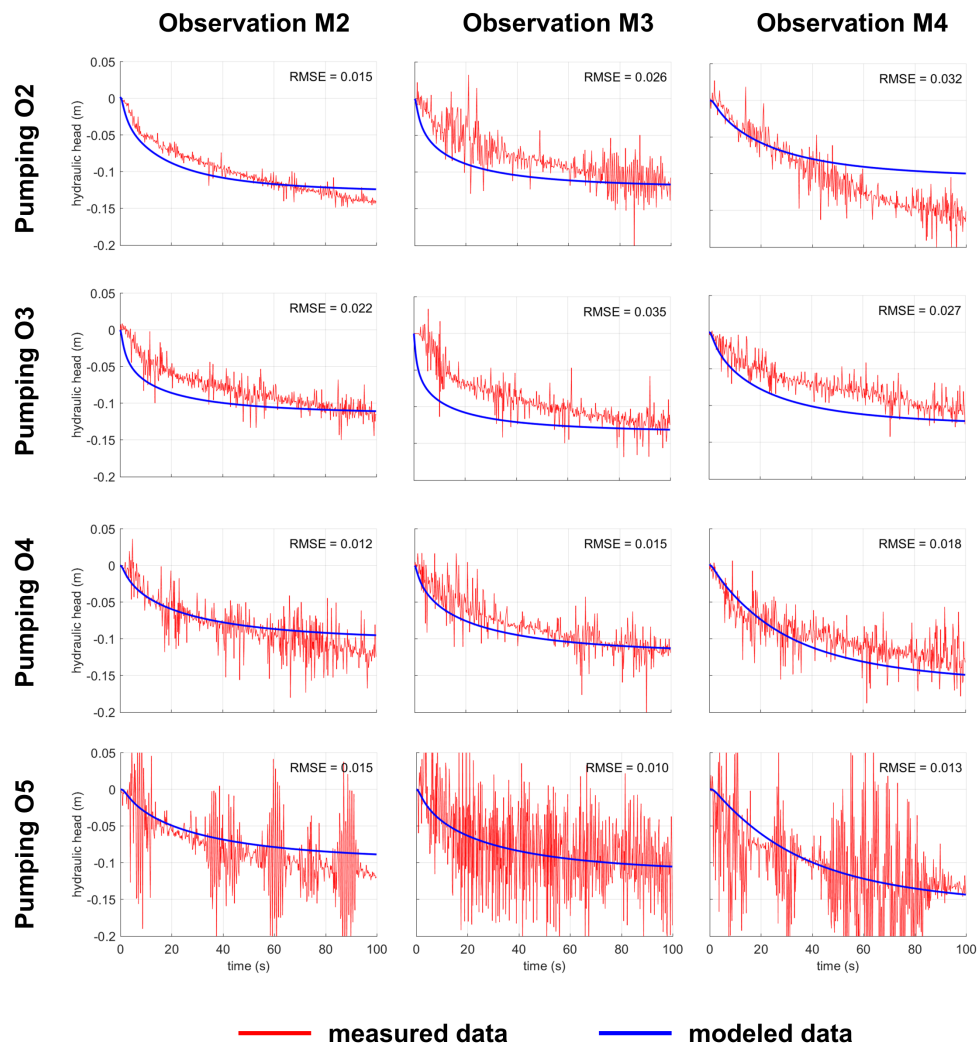 Observation M2
Observation M3
Observation M4
Pumping O2
hydraulic head (m)
0.05
0
-0.05
-0.1
-0.15
-0.2
RMSE = 0.015
RMSE = 0.026
RMSE = 0.032
Pumping O3
hydraulic head (m)
0.05
0
-0.05
-0.1
-0.15
-0.2
RMSE = 0.022
RMSE = 0.035
RMSE = 0.027
Pumping O4
hydraulic head (m)
0.05
0
-0.05
-0.1
-0.15
-0.2
RMSE = 0.012
RMSE = 0.015
RMSE = 0.018
Pumping O5
hydraulic head (m)
0.05
0
-0.05
-0.1
-0.15
-0.2
RMSE = 0.015
RMSE = 0.010
RMSE = 0.013
0 20 40 60 80 100
0 20 40 60 80 100
0 20 40 60 80 100
time (s)
time (s)
time (s)
measured data
modeled data